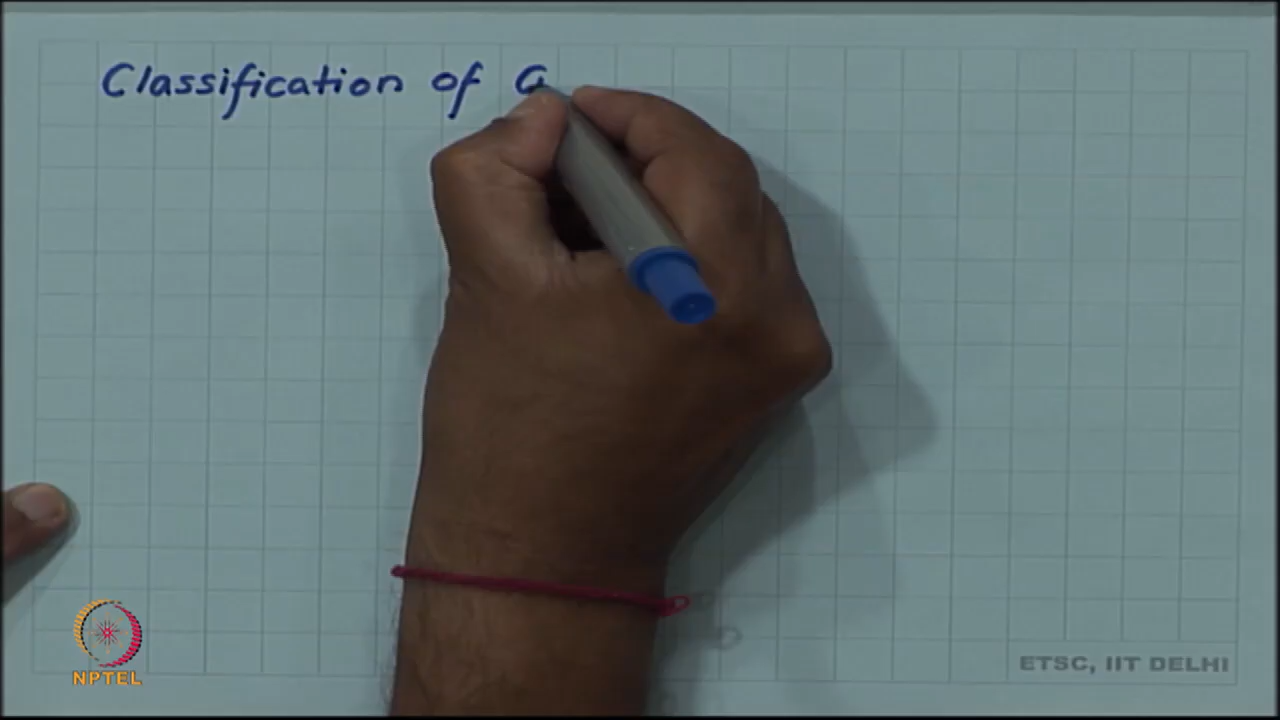 Classification of G
NPTEL
ETSC, IIT DELHI